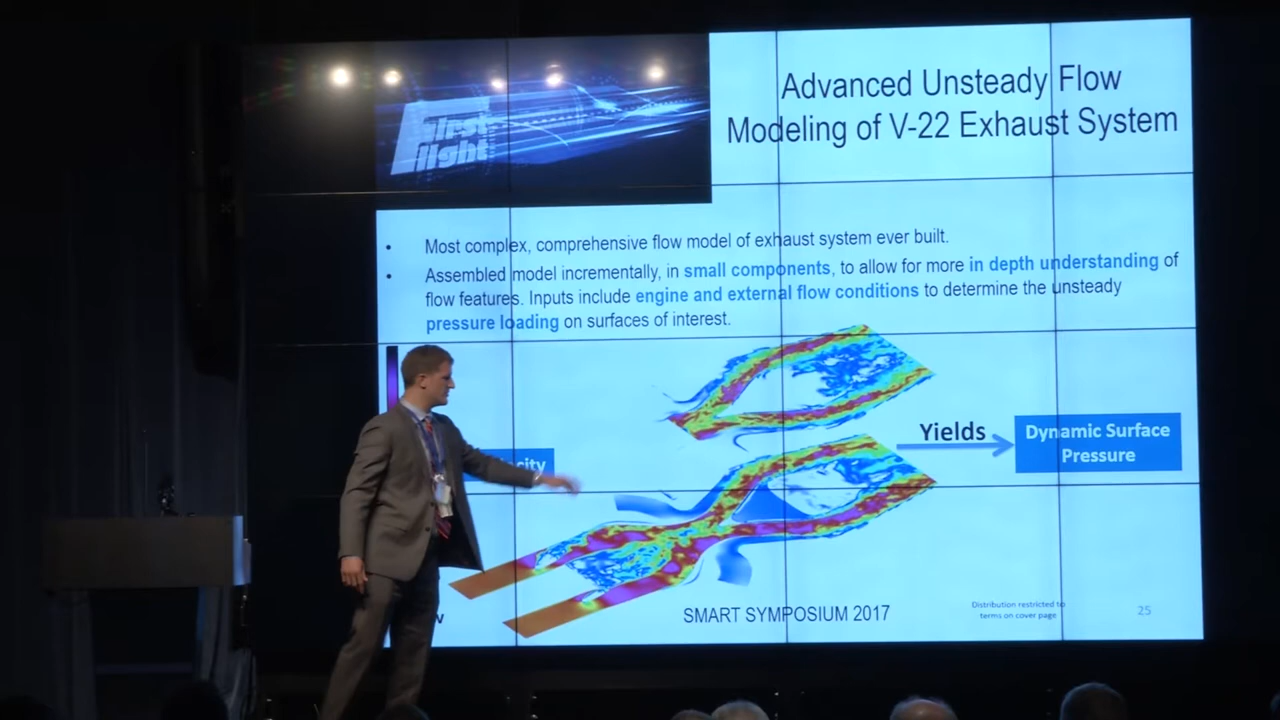 First
Flight
Advanced Unsteady Flow
Modeling of V-22 Exhaust System
• Most complex, comprehensive flow model of exhaust system ever built.
• Assembled model incrementally, in small components, to allow for more in depth understanding of
flow features. Inputs include engine and external flow conditions to determine the unsteady
pressure loading on surfaces of interest.
Yields
Dynamic Surface
Pressure
SMART SYMPOSIUM 2017
Distribution restricted to
terms on cover page
25